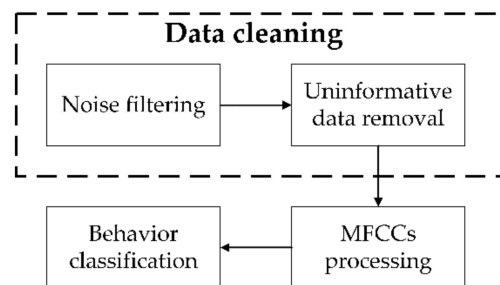 Data cleaning
Noise filtering
Uninformative
data removal
Behavior
classification
MFCCs
processing